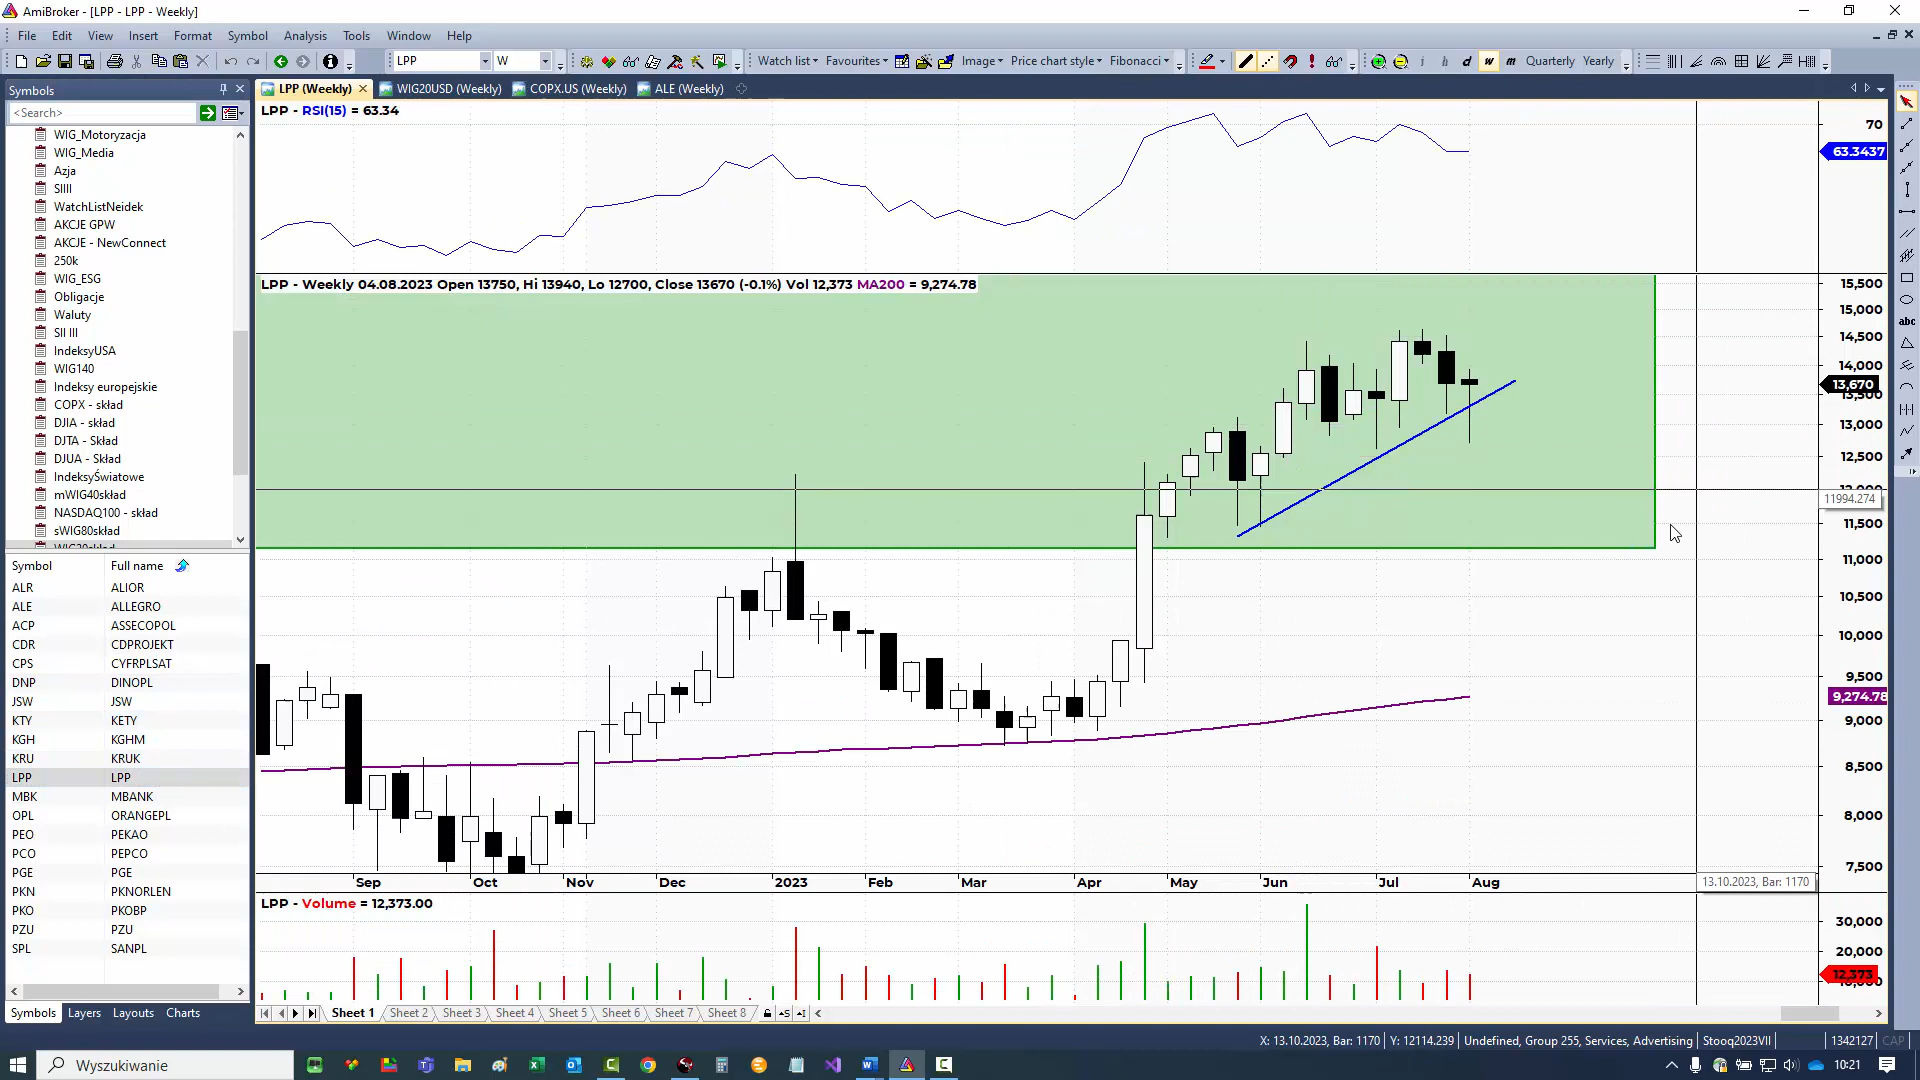 AmiBroker - [LPP - LPP - Weekly]
File Edit View Insert Format Symbol Analysis Tools Window Help
LPP W Watch list Favourites Image Price chart style Fibonacci i h d w m Quarterly Yearly
Symbols
LPP (Weekly) WIG20USD (Weekly) COPX.US (Weekly) ALE (Weekly)
<Search>
WIG_Motoryzacja
WIG_Media
Azja
SIIII
WatchListNeidek
AKCJE GPW
AKCJE - NewConnect
250k
WIG_ESG
Obligacje
Waluty
SII III
IndeksyUSA
WIG140
Indeksy europejskie
COPX - skład
DJIA - skład
DJTA - Skład
DJUA - Skład
IndeksyŚwiatowe
mWIG40skład
NASDAQ100 - skład
sWIG80skład
WIG20skład
Symbol Full name
ALR ALIOR
ALE ALLEGRO
ACP ASSECOPOL
CDR CDPROJEKT
CPS CYFRPLSAT
DNP DINOPL
JSW JSW
KTY KETY
KGH KGHM
KRU KRUK
LPP LPP
MBK MBANK
OPL ORANGEPL
PEO PEKAO
PCO PEPCO
PGE PGE
PKN PKNORLEN
PKO PKOBP
PZU PZU
SPL SANPL
Symbols Layers Layouts Charts
LPP - RSI(15) = 63.34
70
63.3437
LPP - Weekly 04.08.2023 Open 13750, Hi 13940, Lo 12700, Close 13670 (-0.1%) Vol 12,373 MA200 = 9,274.78
15,500
15,000
14,500
14,000
13,670
13,500
13,000
12,500
12,000
11994.274
11,500
11,000
10,500
10,000
9,500
9,274.78
9,000
8,500
8,000
7,500
Sep Oct Nov Dec 2023 Feb Mar Apr May Jun Jul Aug
13.10.2023, Bar: 1170
LPP - Volume = 12,373.00
30,000
20,000
12,373
10,000
abc
Sheet 1 Sheet 2 Sheet 3 Sheet 4 Sheet 5 Sheet 6 Sheet 7 Sheet 8
X: 13.10.2023, Bar: 1170 Y: 12114.239 Undefined, Group 255, Services, Advertising Stooq2023VII 1342127 CAP
Wyszukiwanie
10:21